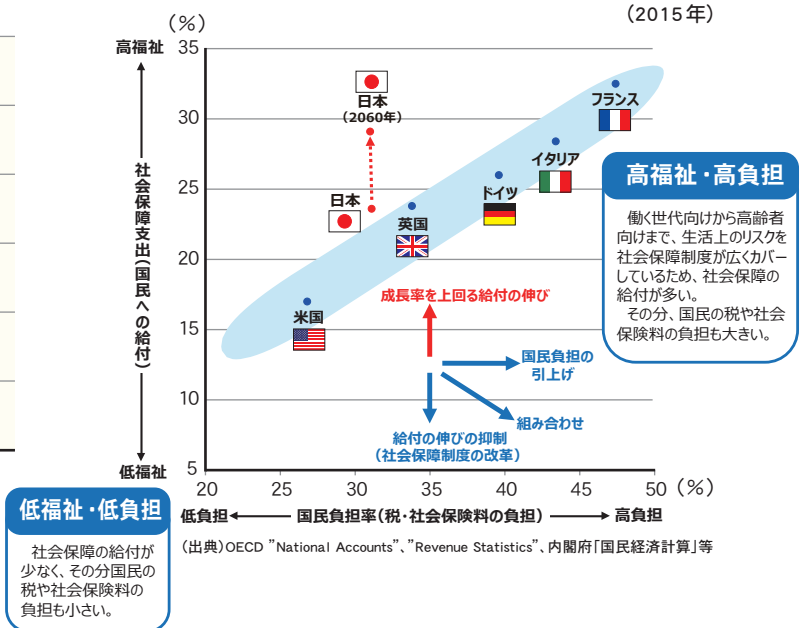 (2015年)
(%)
高福祉
社会保障支出(国民への給付)
低福祉
35
30
25
20
15
10
5
日本
(2060年)
日本
フランス
イタリア
ドイツ
英国
米国
成長率を上回る給付の伸び
国民負担の
引上げ
組み合わせ
給付の伸びの抑制
(社会保障制度の改革)
20
25
30
35
40
45
50
(%)
低負担
国民負担率(税・社会保険料の負担)
高負担
高福祉・高負担
働く世代向けから高齢者
向けまで、生活上のリスクを
社会保障制度が広くカバー
しているため、社会保障の
給付が多い。
その分、国民の税や社会
保険料の負担も大きい。
低福祉・低負担
社会保障の給付が
少なく、その分国民の
税や社会保険料の
負担も小さい。
(出典)OECD ”National Accounts”、”Revenue Statistics”、内閣府「国民経済計算」等